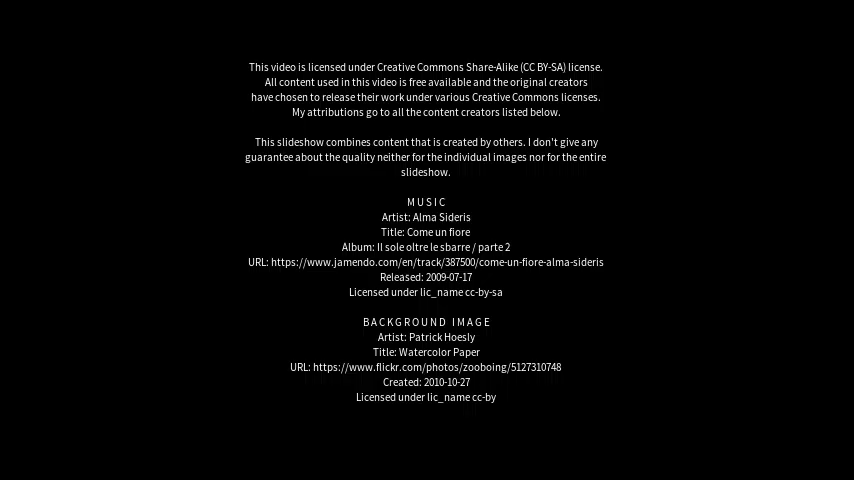 This video is licensed under Creative Commons Share-Alike (CC BY-SA) license.
All content used in this video is free available and the original creators
have chosen to release their work under various Creative Commons licenses.
My attributions go to all the content creators listed below.
This slideshow combines content that is created by others. I don't give any
guarantee about the quality neither for the individual images nor for the entire
slideshow.
MUSIC
Artist: Alma Sideris
Title: Come un fiore
Album: Il sole oltre le sbarre / parte 2
URL: https://www.jamendo.com/en/track/387500/come-un-fiore-alma-sideris
Released: 2009-07-17
Licensed under lic_name cc-by-sa
BACKGROUND IMAGE
Artist: Patrick Hoesly
Title: Watercolor Paper
URL: https://www.flickr.com/photos/zooboing/5127310748
Created: 2010-10-27
Licensed under lic_name cc-by